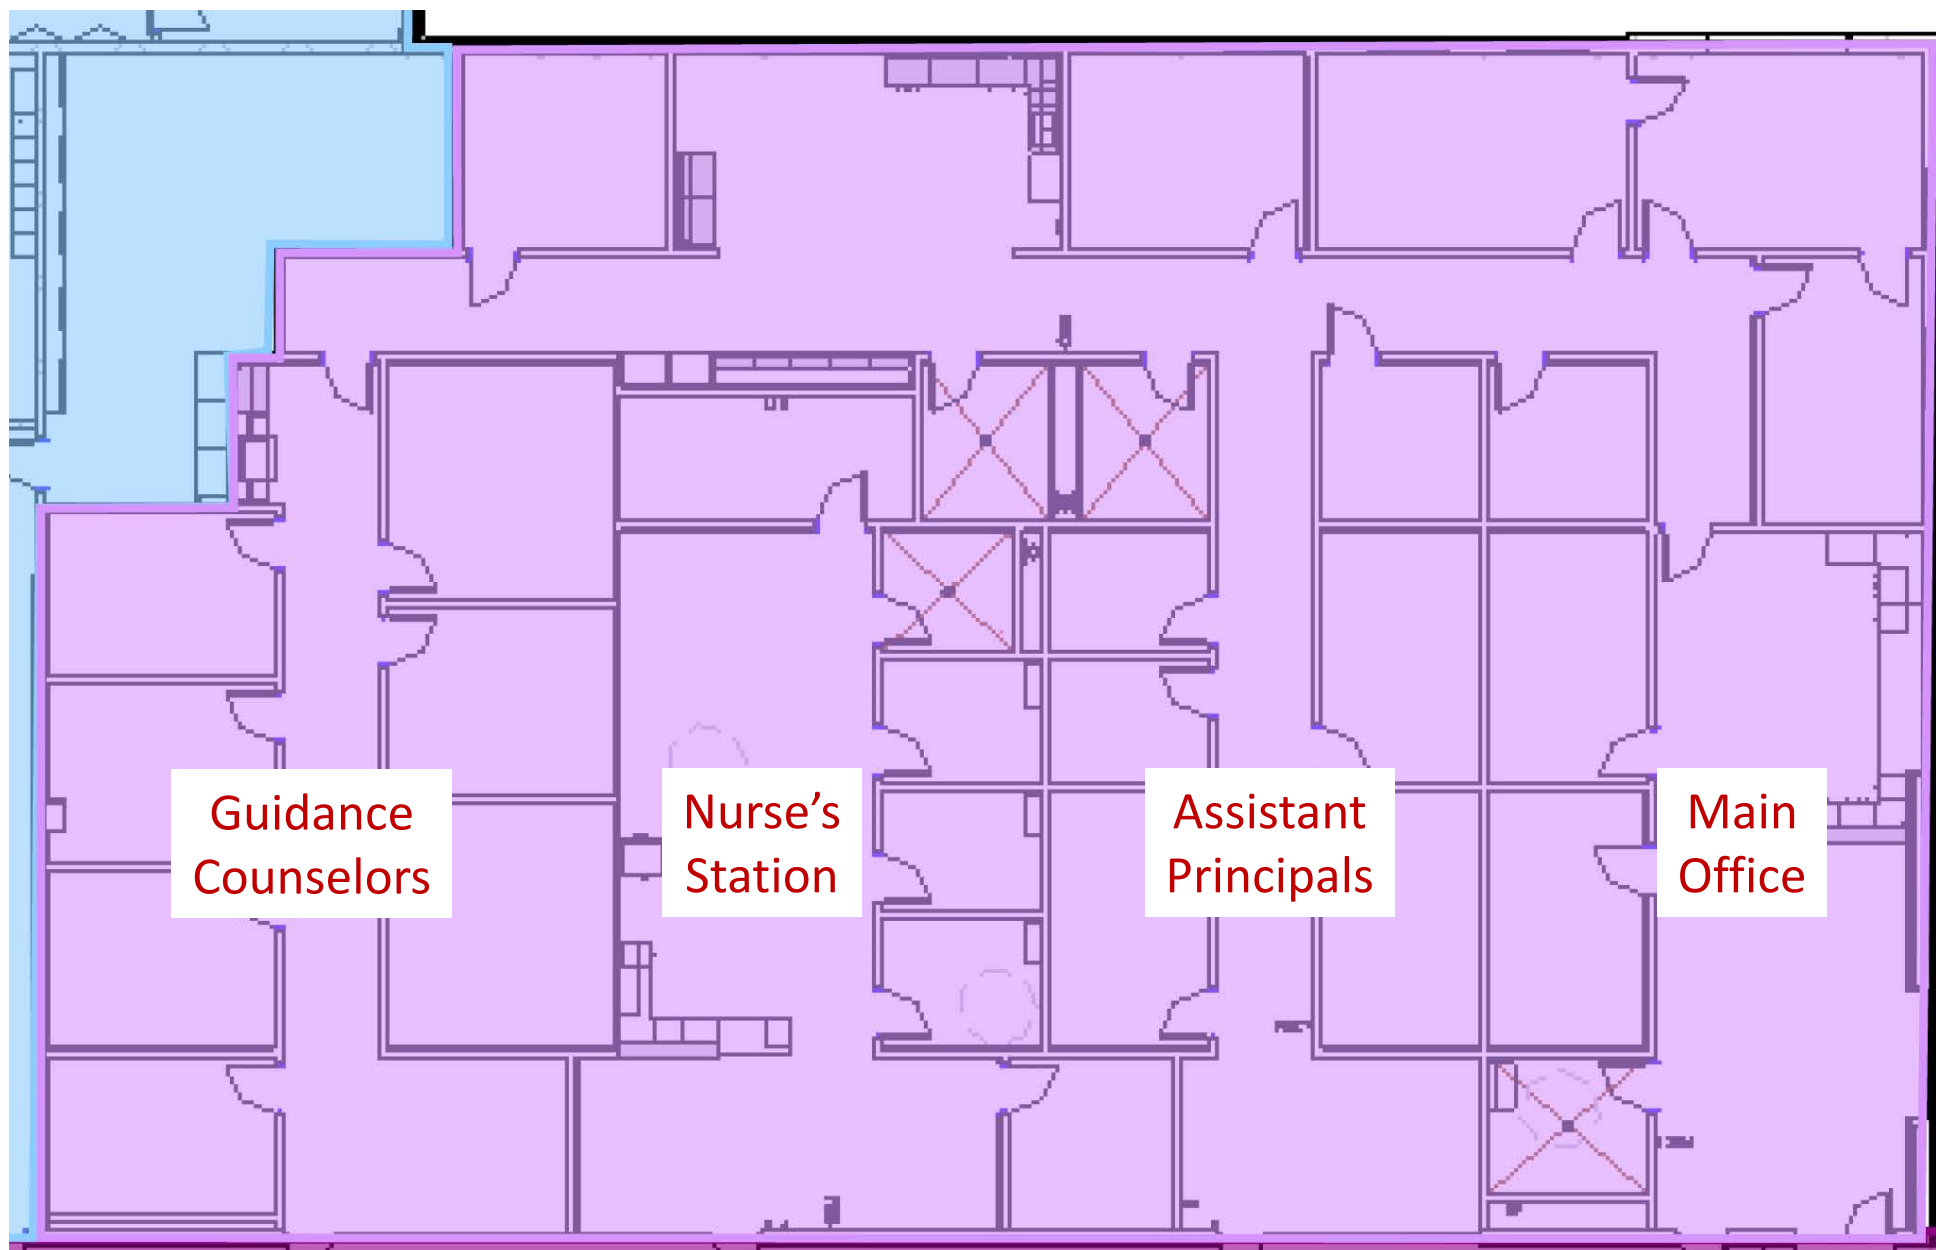 Guidance
Counselors
Nurse’s
Station
Assistant
Principals
Main
Office